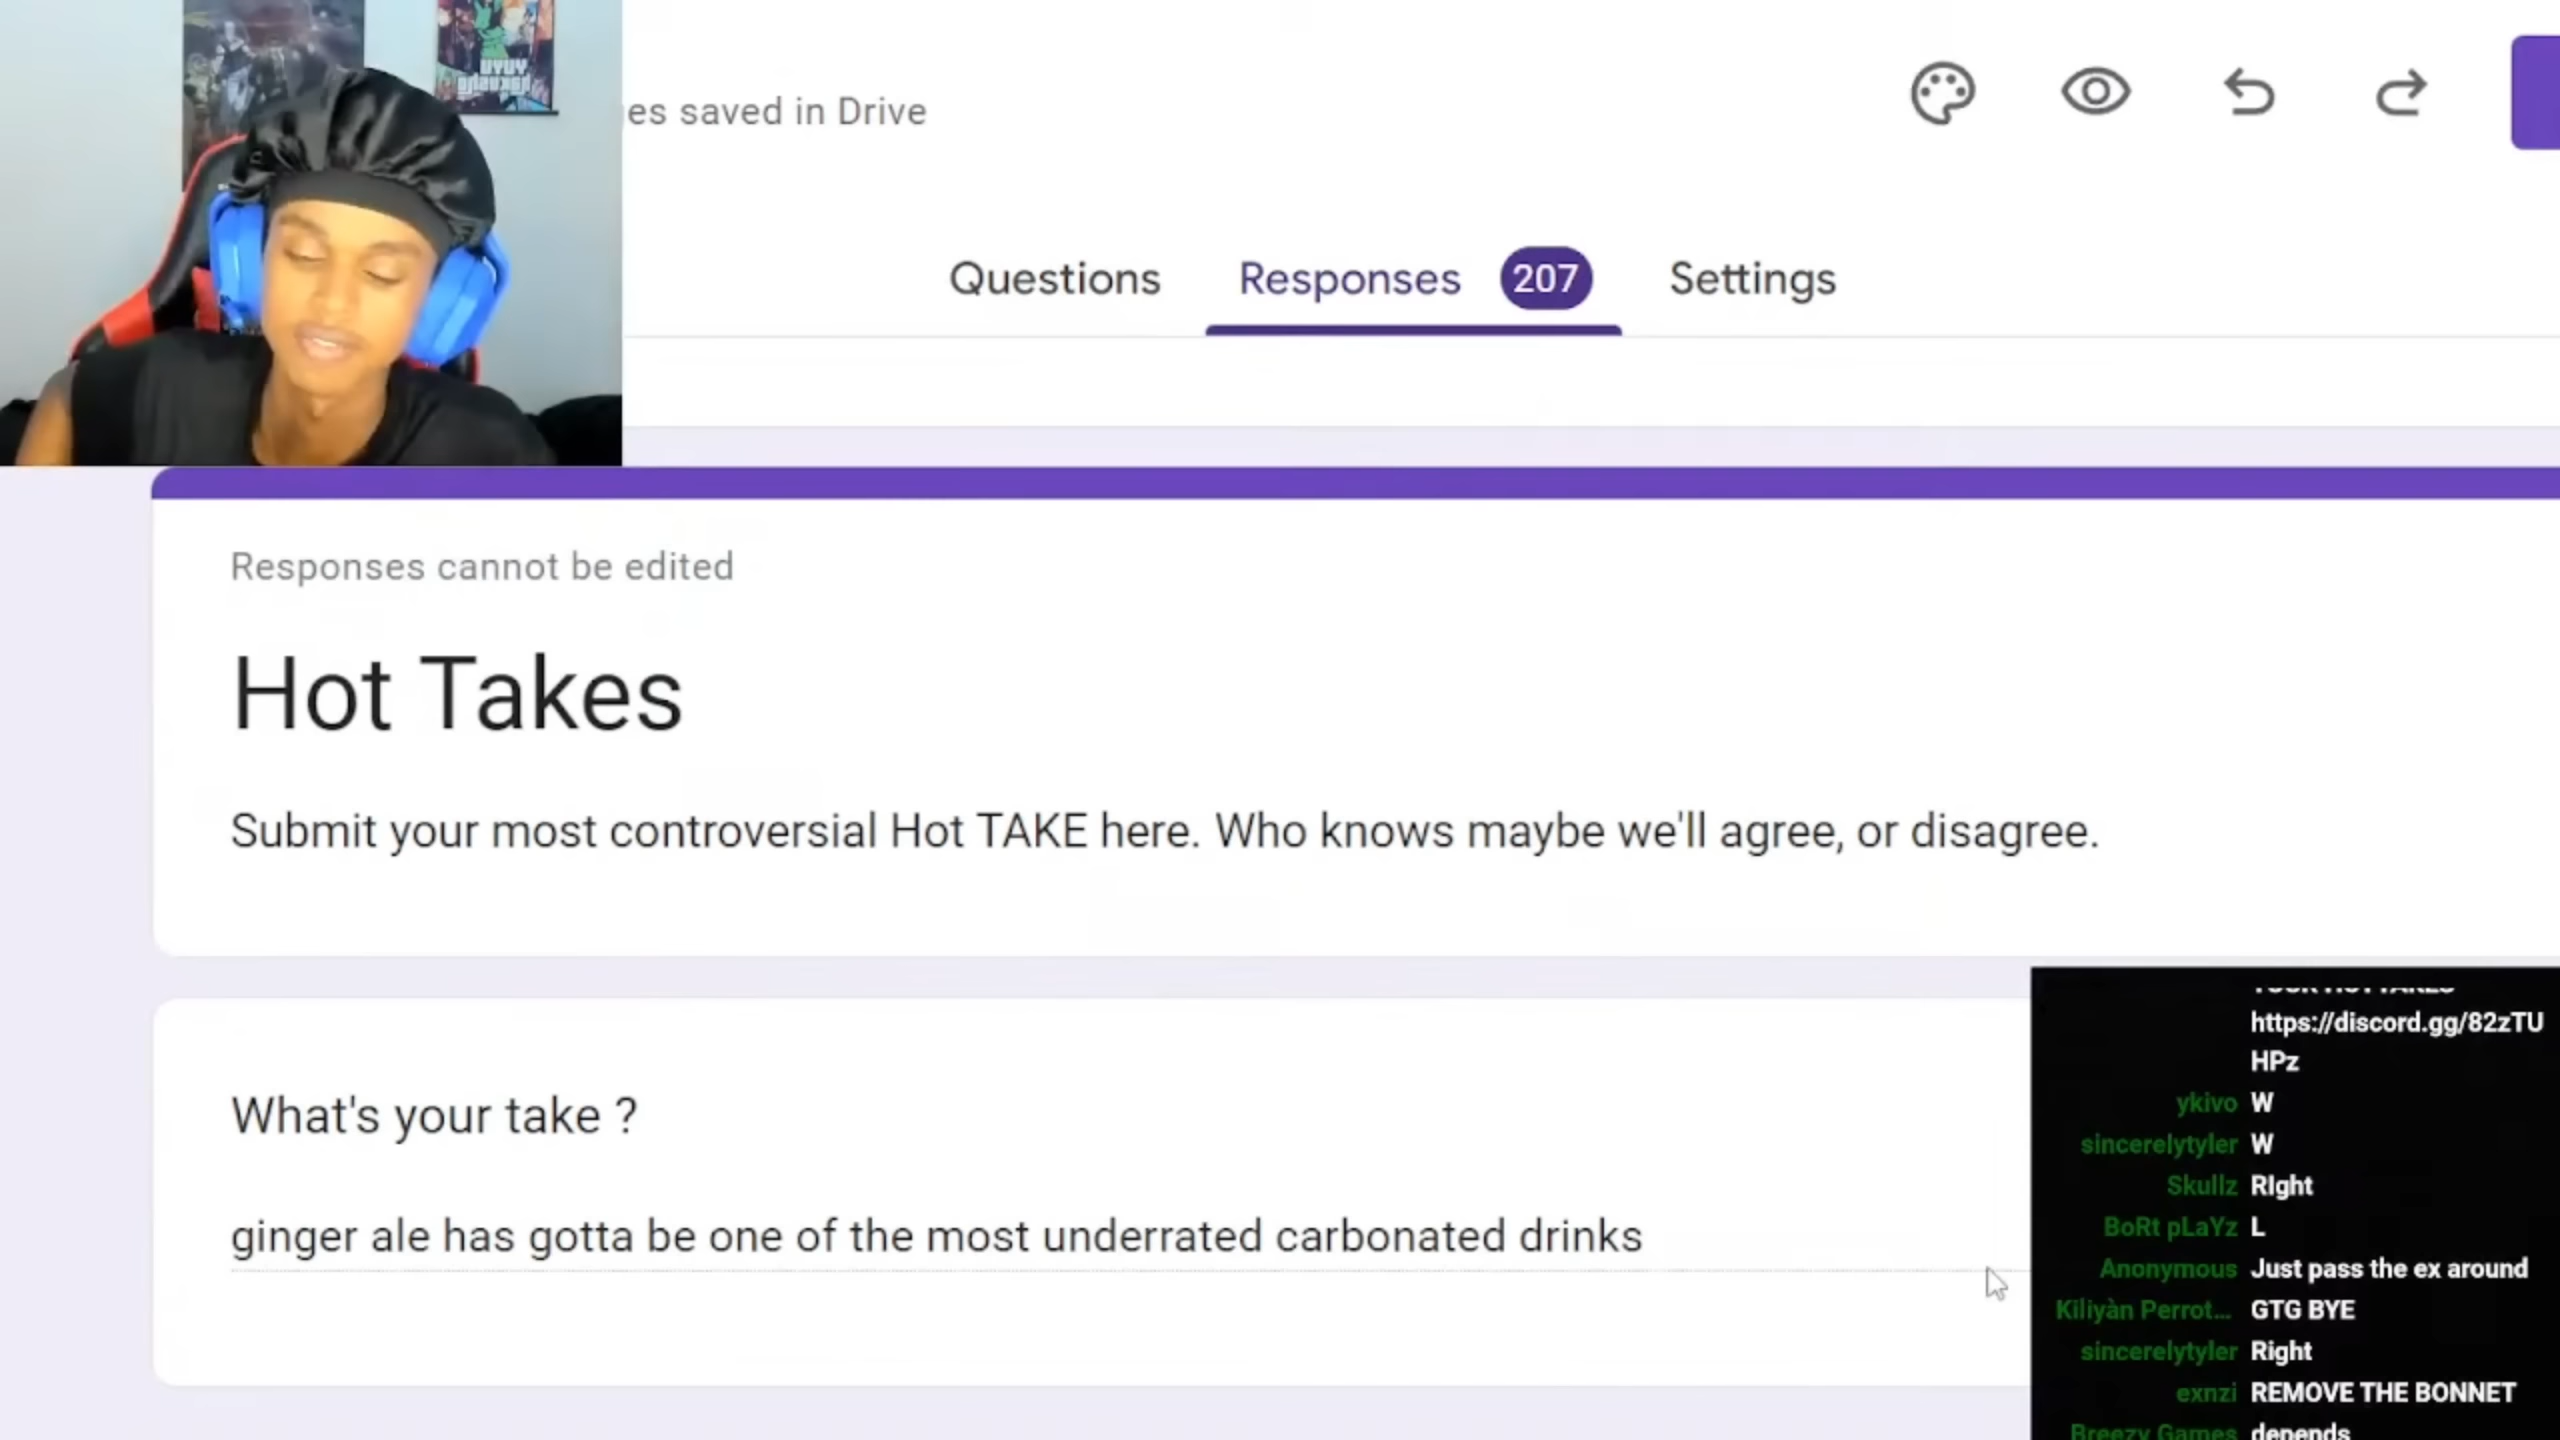 es saved in Drive
Questions
Responses
207
Settings
Responses cannot be edited
Hot Takes
Submit your most controversial Hot TAKE here. Who knows maybe we'll agree, or disagree.
What's your take ?
ginger ale has gotta be one of the most underrated carbonated drinks
https://discord.gg/82zTU
HPz
ykivo W
sincerelytyler W
Skullz RIght
BoRt pLaYz L
Anonymous Just pass the ex around
Kiliyàn Perrot... GTG BYE
sincerelytyler Right
exnzi REMOVE THE BONNET
Breezy Games depends